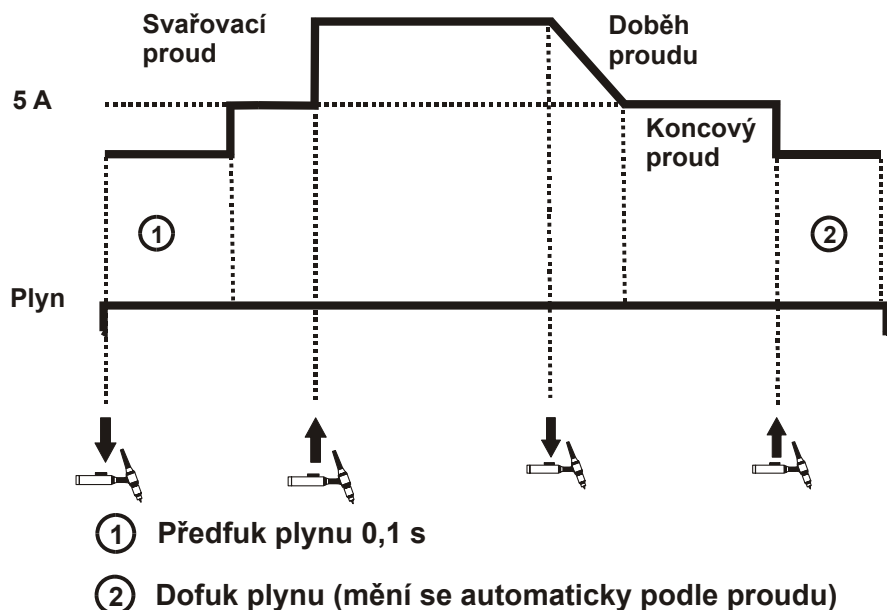 Svařovací
proud
Doběh
proudu
5 A
Koncový
proud
1
2
Plyn
1 Předfuk plynu 0,1 s
2 Dofuk plynu (mění se automaticky podle proudu)